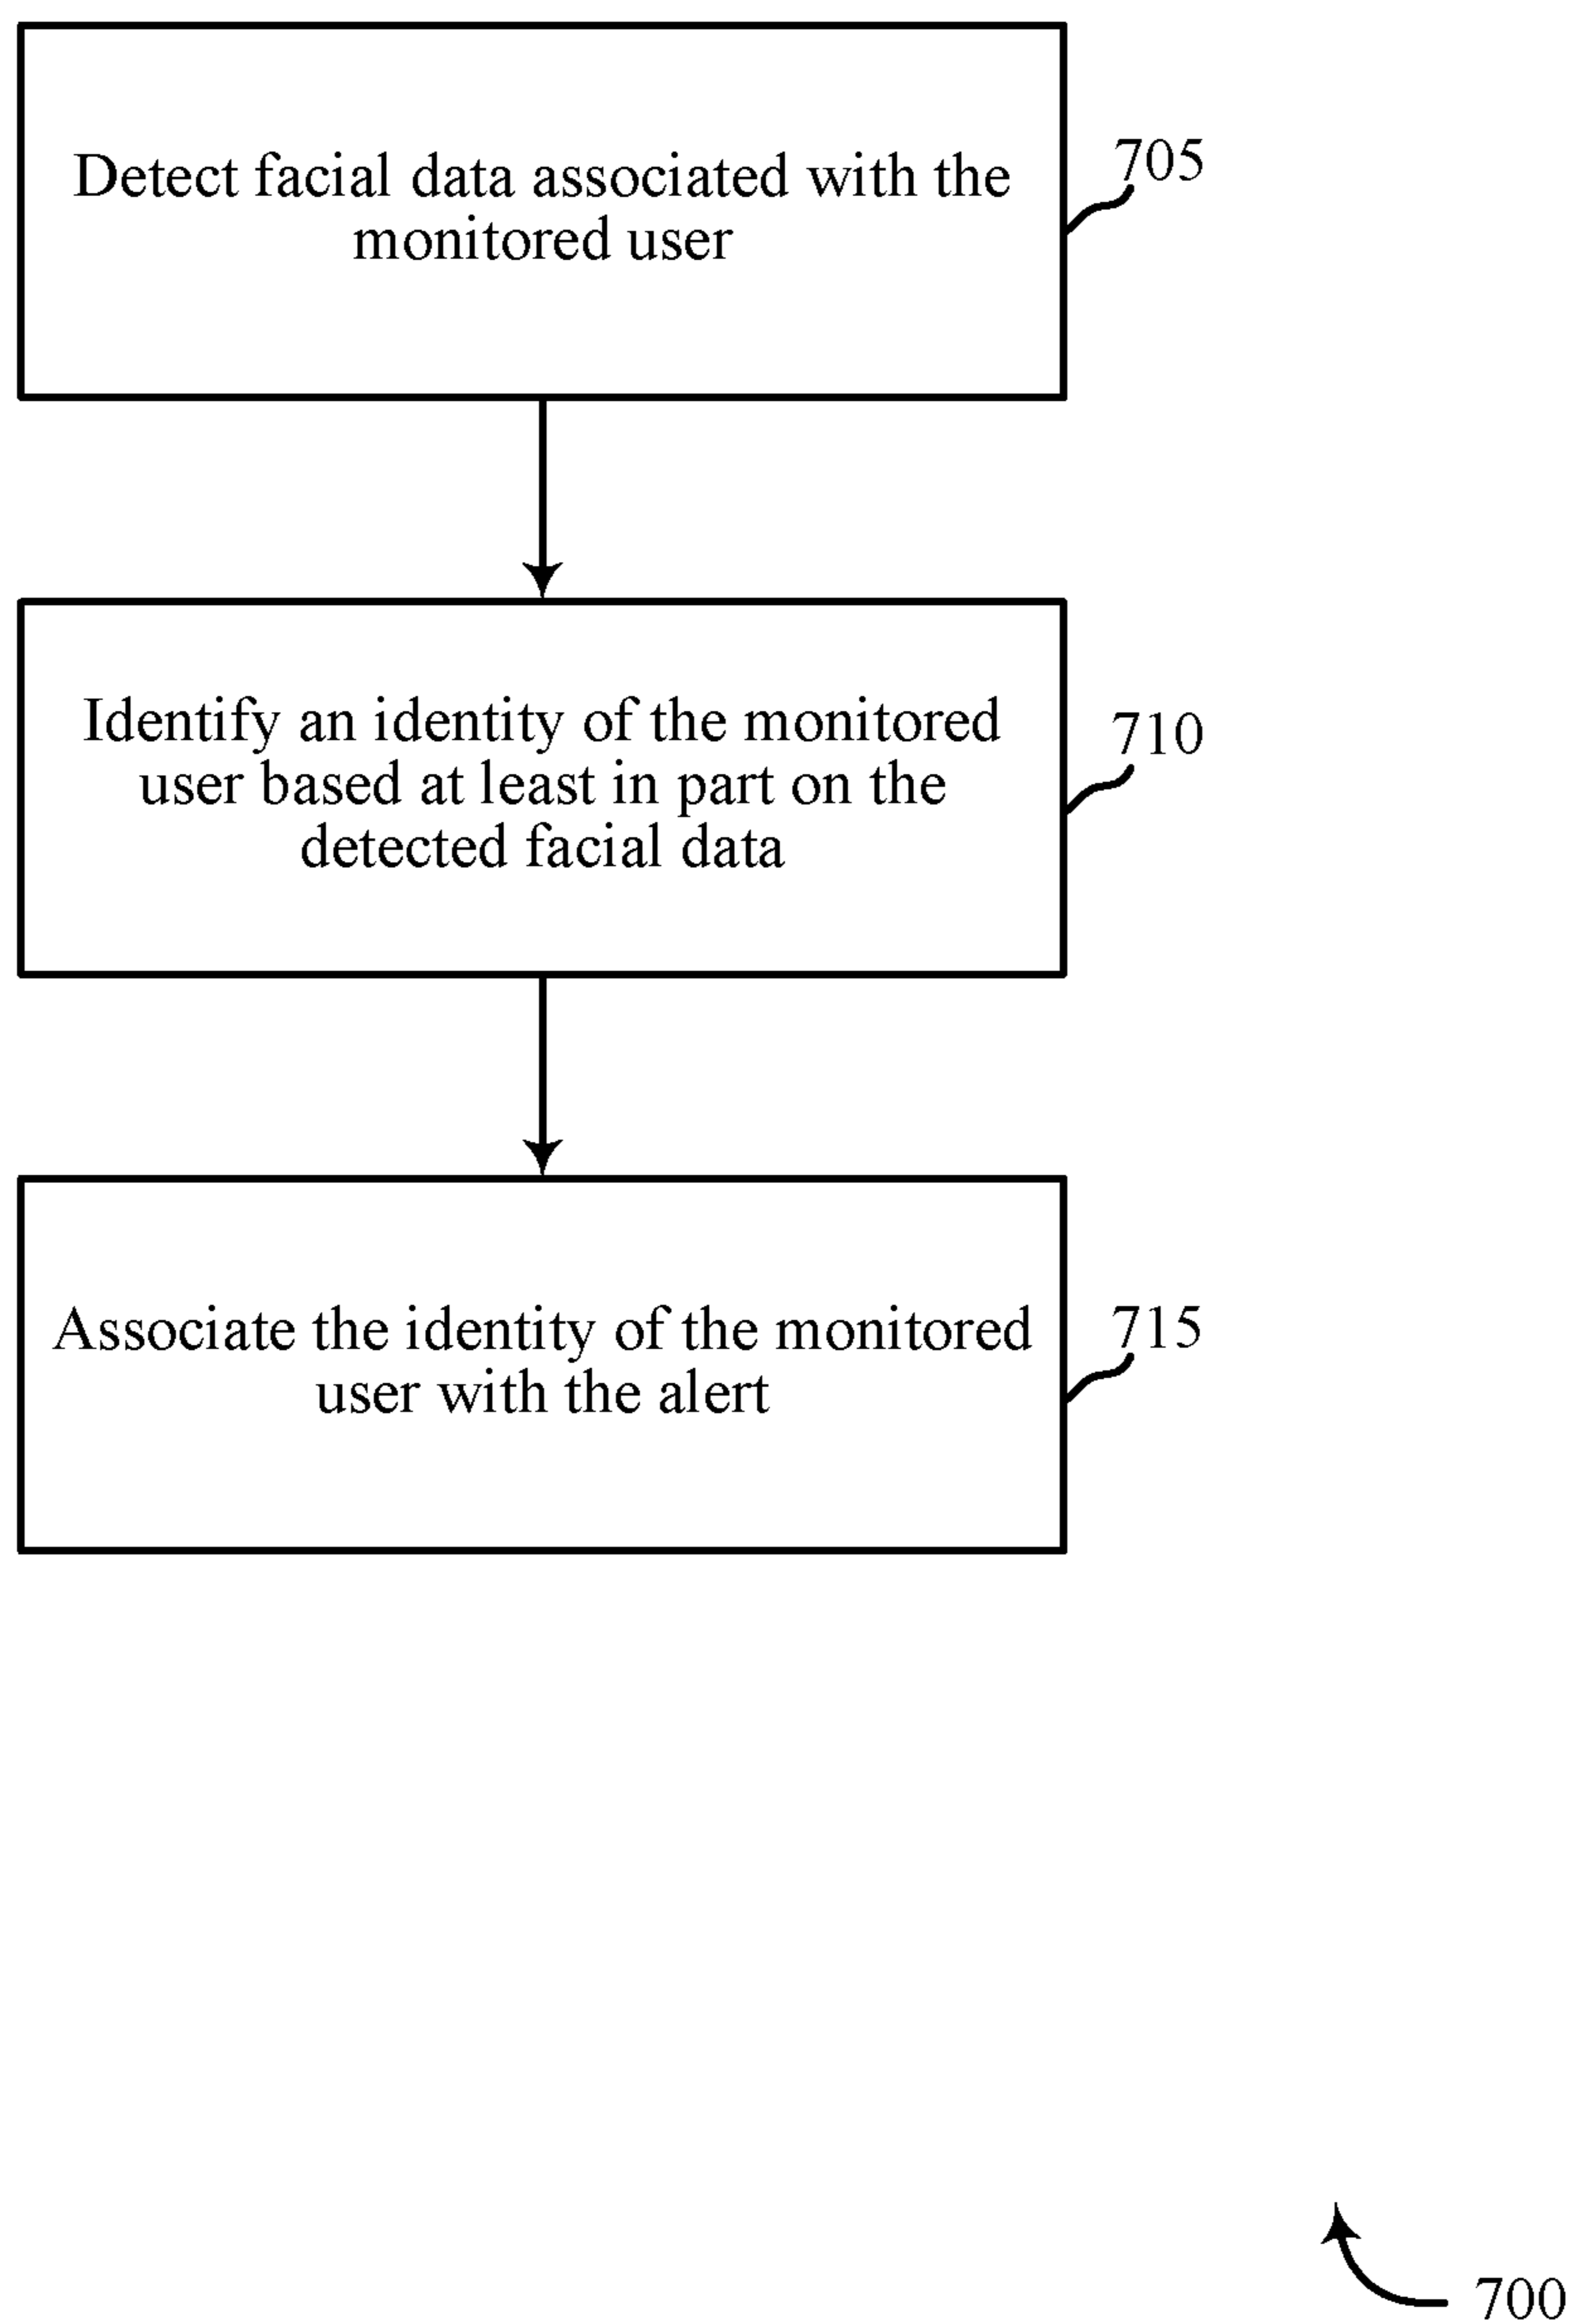 Detect facial data associated with the
monitored user
705
Identify an identity of the monitored
user based at least in part on the
detected facial data
710
Associate the identity of the monitored
user with the alert
715
700